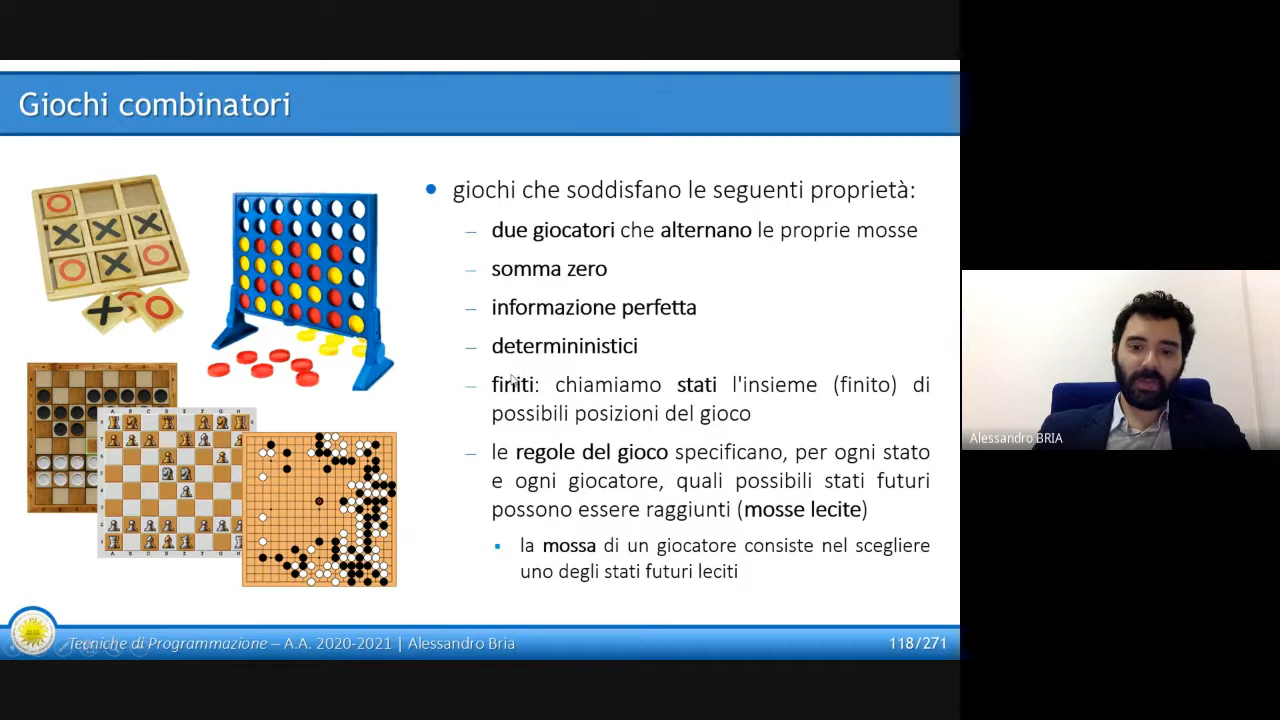 Giochi combinatori
giochi che soddisfano le seguenti proprietà:
– due giocatori che alternano le proprie mosse
– somma zero
– informazione perfetta
– determininistici
– finiti: chiamiamo stati l'insieme (finito) di
possibili posizioni del gioco
– le regole del gioco specificano, per ogni stato
e ogni giocatore, quali possibili stati futuri
possono essere raggiunti (mosse lecite)
la mossa di un giocatore consiste nel scegliere
uno degli stati futuri leciti
Tecniche di Programmazione – A.A. 2020-2021 | Alessandro Bria
118/271
Alessandro BRIA